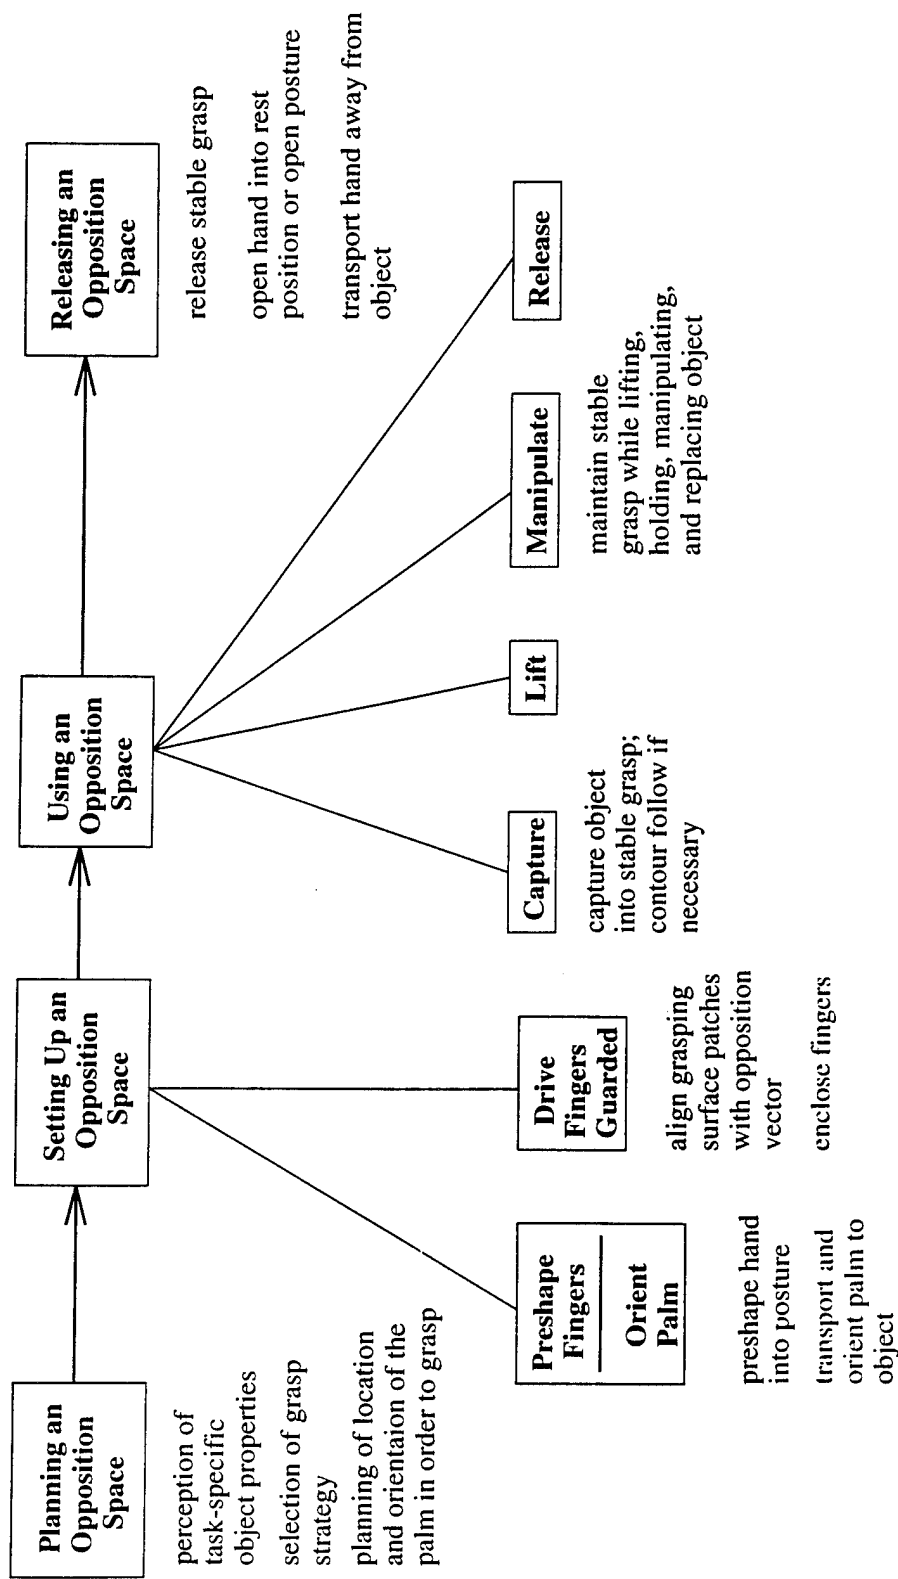 Planning an
Opposition
Space
perception of
task-specific
object properties
selection of grasp
strategy
planning of location
and orientaion of the
palm in order to grasp
Setting Up an
Opposition
Space
Preshape
Fingers
Orient
Palm
preshape hand
into posture
transport and
orient palm to
object
Drive
Fingers
Guarded
align grasping
surface patches
with opposition
vector
enclose fingers
Using an
Opposition
Space
Capture
capture object
into stable grasp;
contour follow if
necessary
Lift
Manipulate
maintain stable
grasp while lifting,
holding, manipulating,
and replacing object
Release
Releasing an
Opposition
Space
release stable grasp
open hand into rest
position or open posture
transport hand away from
object